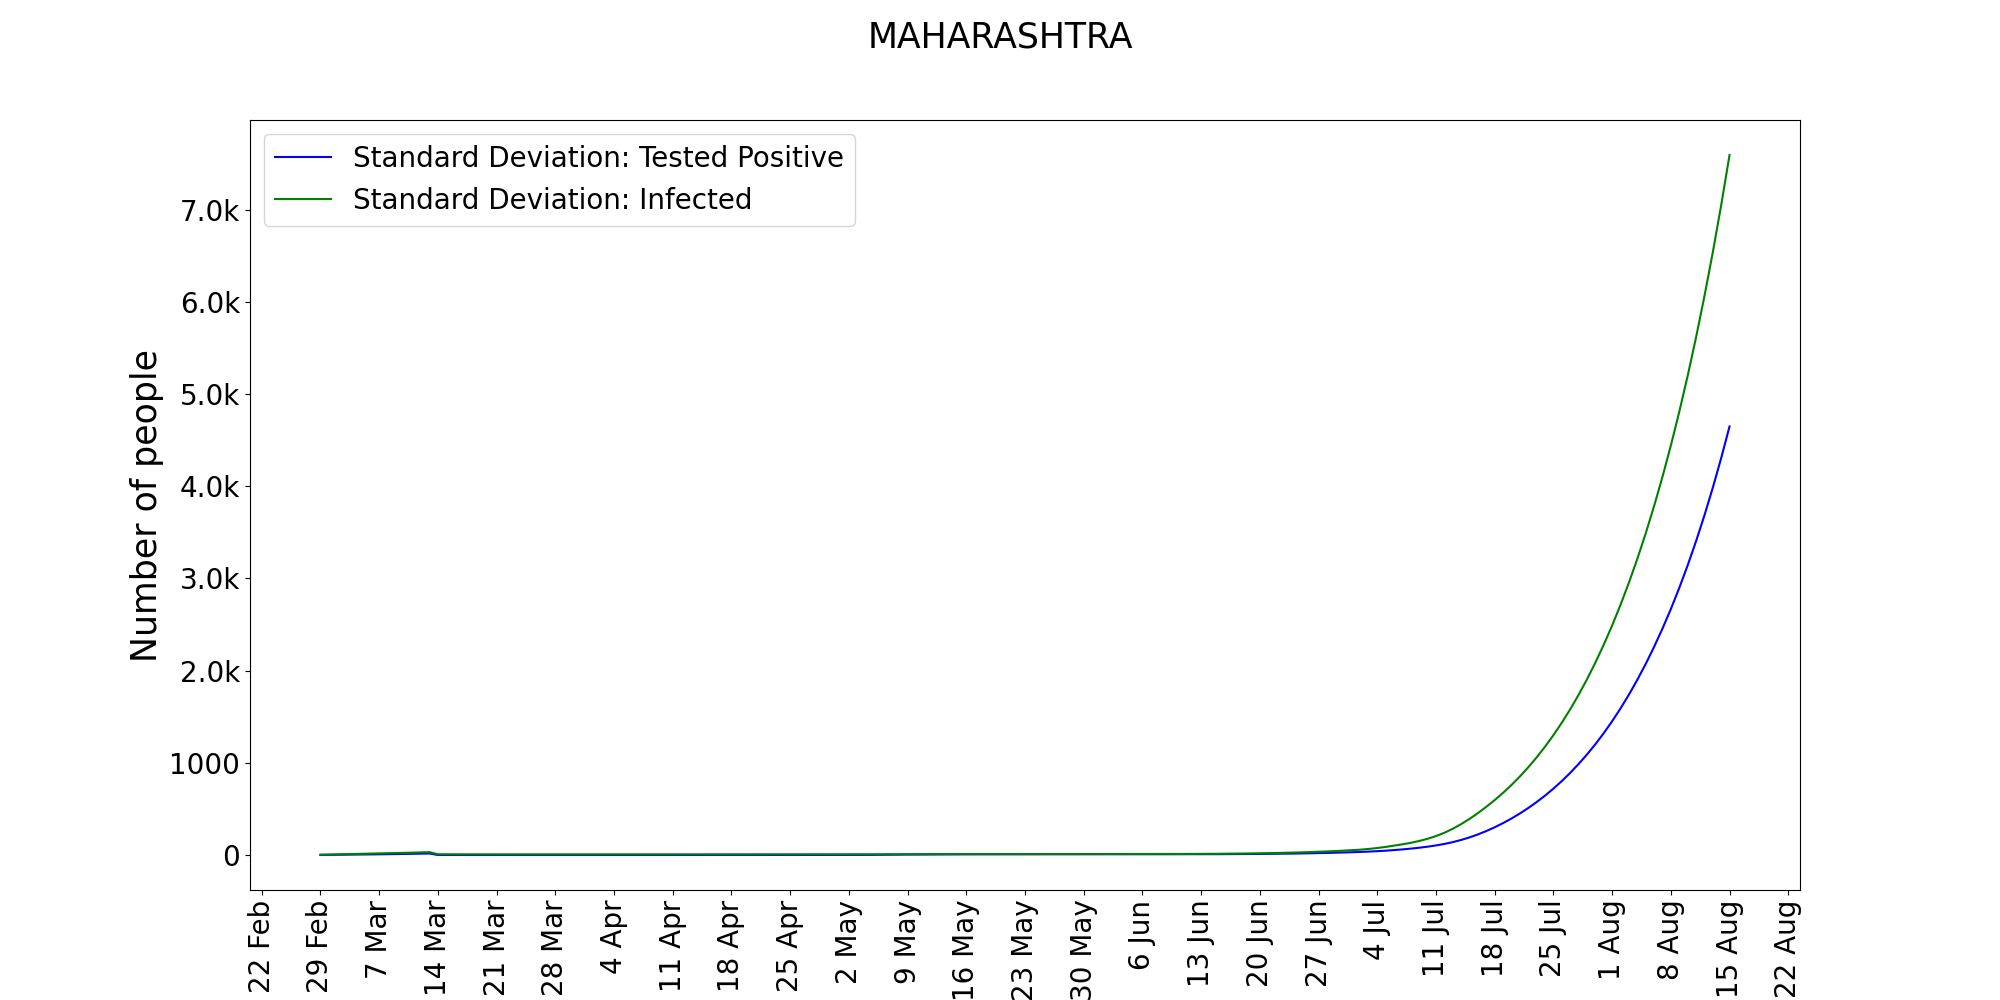 MAHARASHTRA
Standard Deviation: Tested Positive
Standard Deviation: Infected
Number of people
7.0k
6.0k
5.0k
4.0k
3.0k
2.0k
1000
0
22 Feb
29 Feb
7 Mar
14 Mar
21 Mar
28 Mar
4 Apr
11 Apr
18 Apr
25 Apr
2 May
9 May
16 May
23 May
30 May
6 Jun
13 Jun
20 Jun
27 Jun
4 Jul
11 Jul
18 Jul
25 Jul
1 Aug
8 Aug
15 Aug
22 Aug